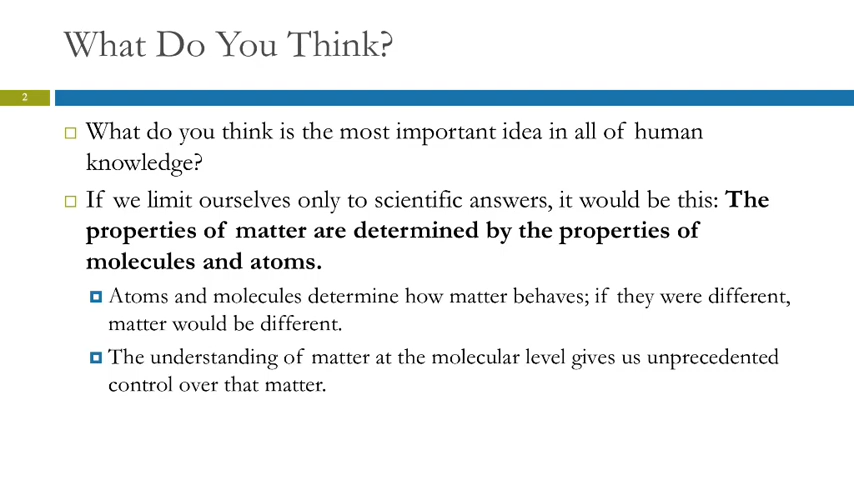 What Do You Think?
2
What do you think is the most important idea in all of human
knowledge?
If we limit ourselves only to scientific answers, it would be this: The
properties of matter are determined by the properties of
molecules and atoms.
Atoms and molecules determine how matter behaves; if they were different,
matter would be different.
The understanding of matter at the molecular level gives us unprecedented
control over that matter.